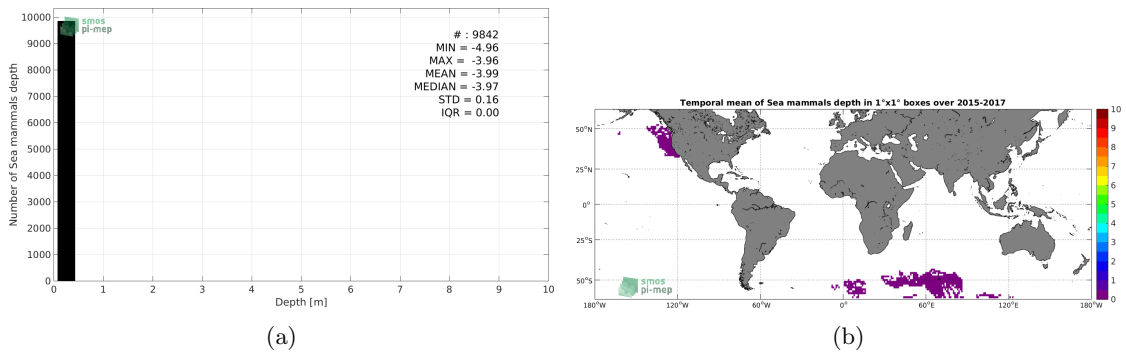 10000
9000
8000
7000
6000
5000
4000
3000
2000
1000
0
Number of Sea mammals depth
smos
pi-mep
# : 9842
MIN = -4.96
MAX = -3.96
MEAN = -3.99
MEDIAN = -3.97
STD = 0.16
IQR = 0.00
0 1 2 3 4 5 6 7 8 9 10
Depth [m]
(a)
Temporal mean of Sea mammals depth in 1°x1° boxes over 2015-2017
50°N
25°N
0°
25°S
50°S
smos
pi-mep
180°W 120°W 60°W 0° 60°E 120°E 180°W
10
9
8
7
6
5
4
3
2
1
0
(b)